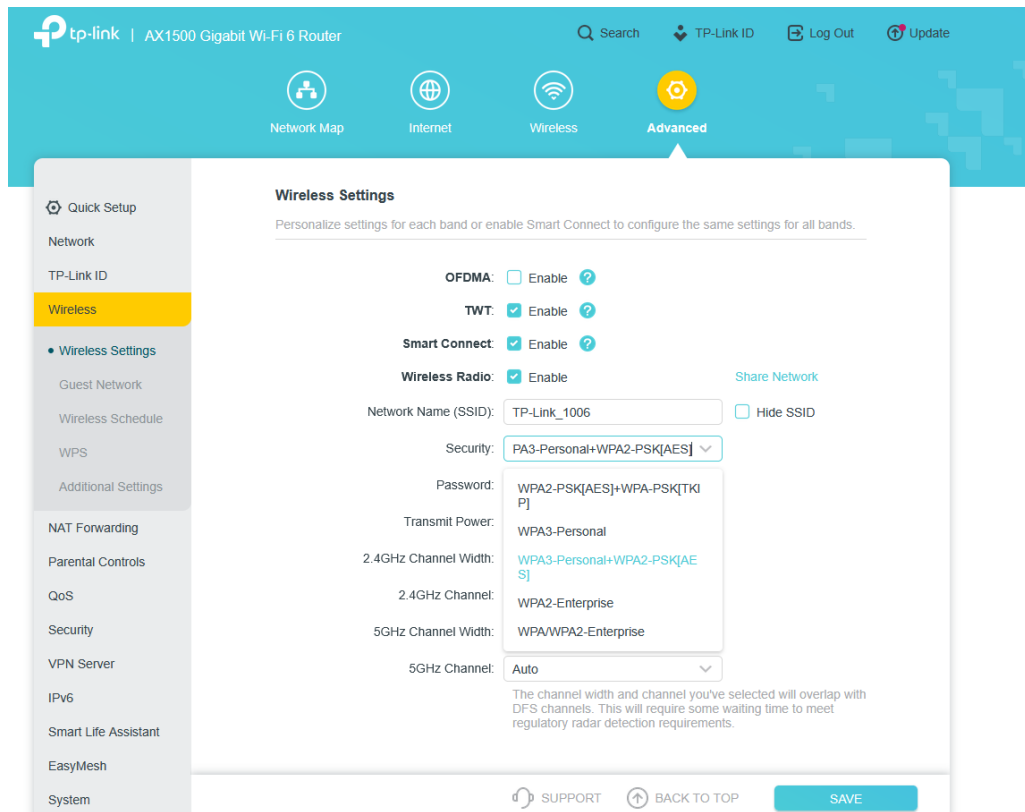 tp-link | AX1500 Gigabit Wi-Fi 6 Router
Search
TP-Link ID
Log Out
Update
Network Map
Internet
Wireless
Advanced
Quick Setup
Network
TP-Link ID
Wireless
Wireless Settings
Guest Network
Wireless Schedule
WPS
Additional Settings
NAT Forwarding
Parental Controls
QoS
Security
VPN Server
IPv6
Smart Life Assistant
EasyMesh
System
Wireless Settings
Personalize settings for each band or enable Smart Connect to configure the same settings for all bands.
OFDMA: Enable ?
TWT: Enable ?
Smart Connect: Enable ?
Wireless Radio: Enable
Share Network
Network Name (SSID): TP-Link_1006
Hide SSID
Security: PA3-Personal+WPA2-PSK[AES]
Password:
Transmit Power:
2.4GHz Channel Width:
2.4GHz Channel:
5GHz Channel Width:
WPA2-PSK[AES]+WPA-PSK[TKI
P]
WPA3-Personal
WPA3-Personal+WPA2-PSK[AE
S]
WPA2-Enterprise
WPA/WPA2-Enterprise
5GHz Channel: Auto
The channel width and channel you've selected will overlap with
DFS channels. This will require some waiting time to meet
regulatory radar detection requirements.
SUPPORT
BACK TO TOP
SAVE